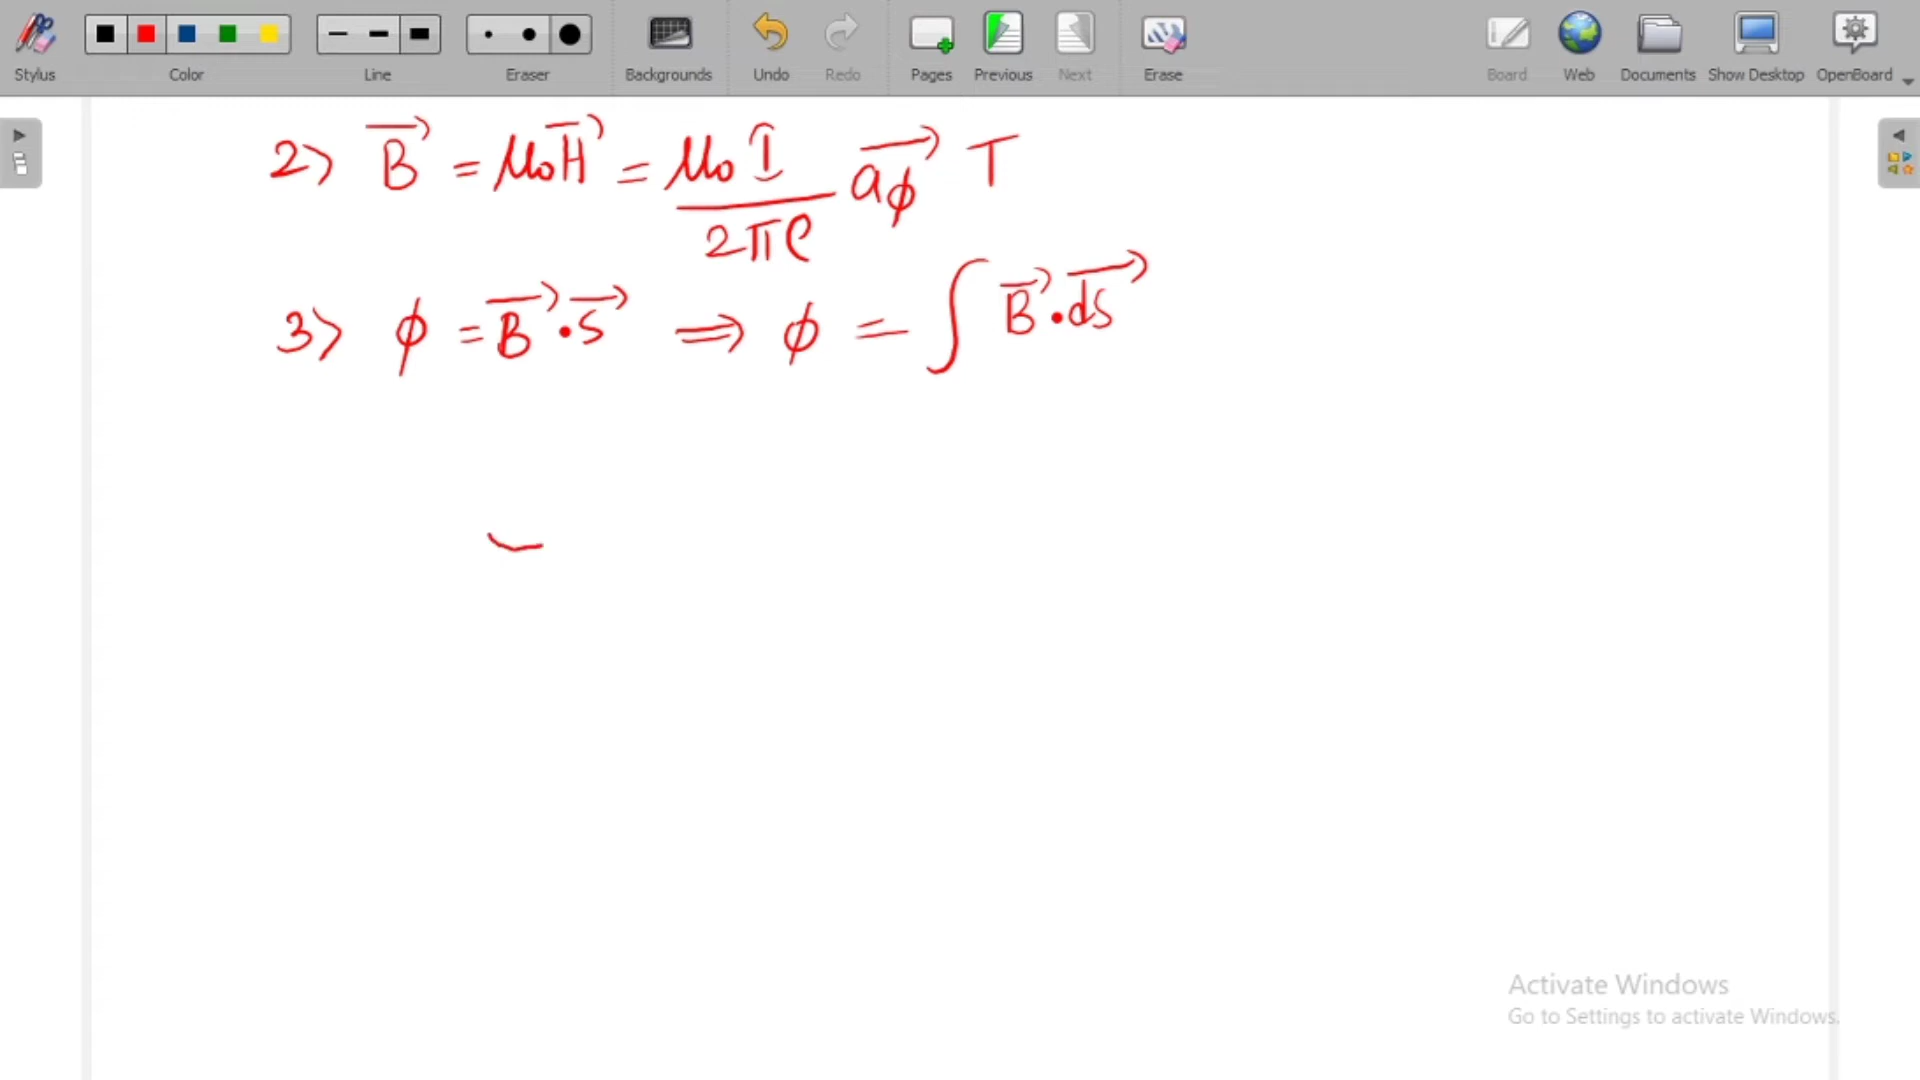 Stylus Color Line Eraser Backgrounds Undo Redo Pages Previous Next Erase Board Web Documents Show Desktop OpenBoard
2) B⃗ = μ₀H⃗ = μ₀I / 2πρ a⃗ϕ T
3) ϕ = B⃗ · S⃗ ⇒ ϕ = ∫ B⃗ · dS⃗
Activate Windows
Go to Settings to activate Windows.